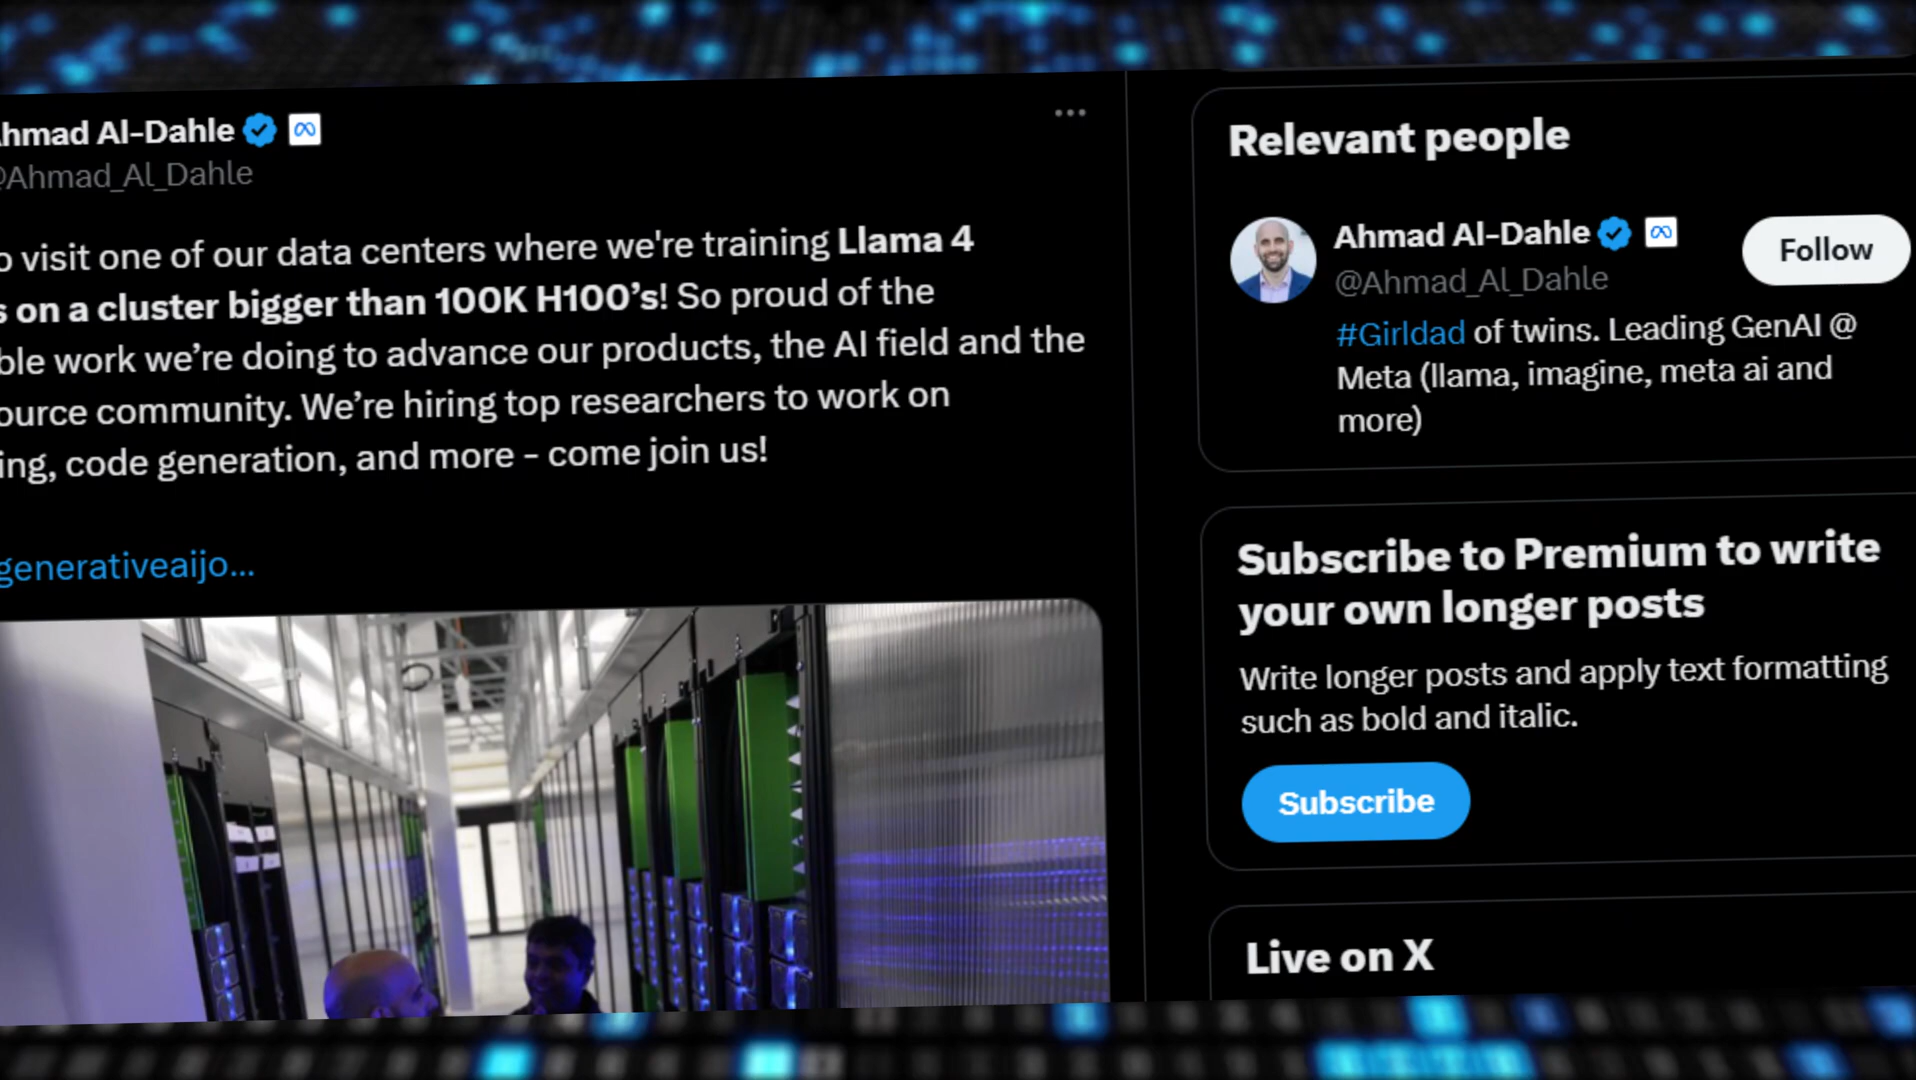 hmad Al-Dahle
@Ahmad_Al_Dahle
o visit one of our data centers where we're training Llama 4
s on a cluster bigger than 100K H100’s! So proud of the
ble work we’re doing to advance our products, the AI field and the
ource community. We’re hiring top researchers to work on
ing, code generation, and more - come join us!
generativeaijo...
Relevant people
Ahmad Al-Dahle
Follow
@Ahmad_Al_Dahle
#Girldad of twins. Leading GenAI @
Meta (llama, imagine, meta ai and
more)
Subscribe to Premium to write
your own longer posts
Write longer posts and apply text formatting
such as bold and italic.
Subscribe
Live on X